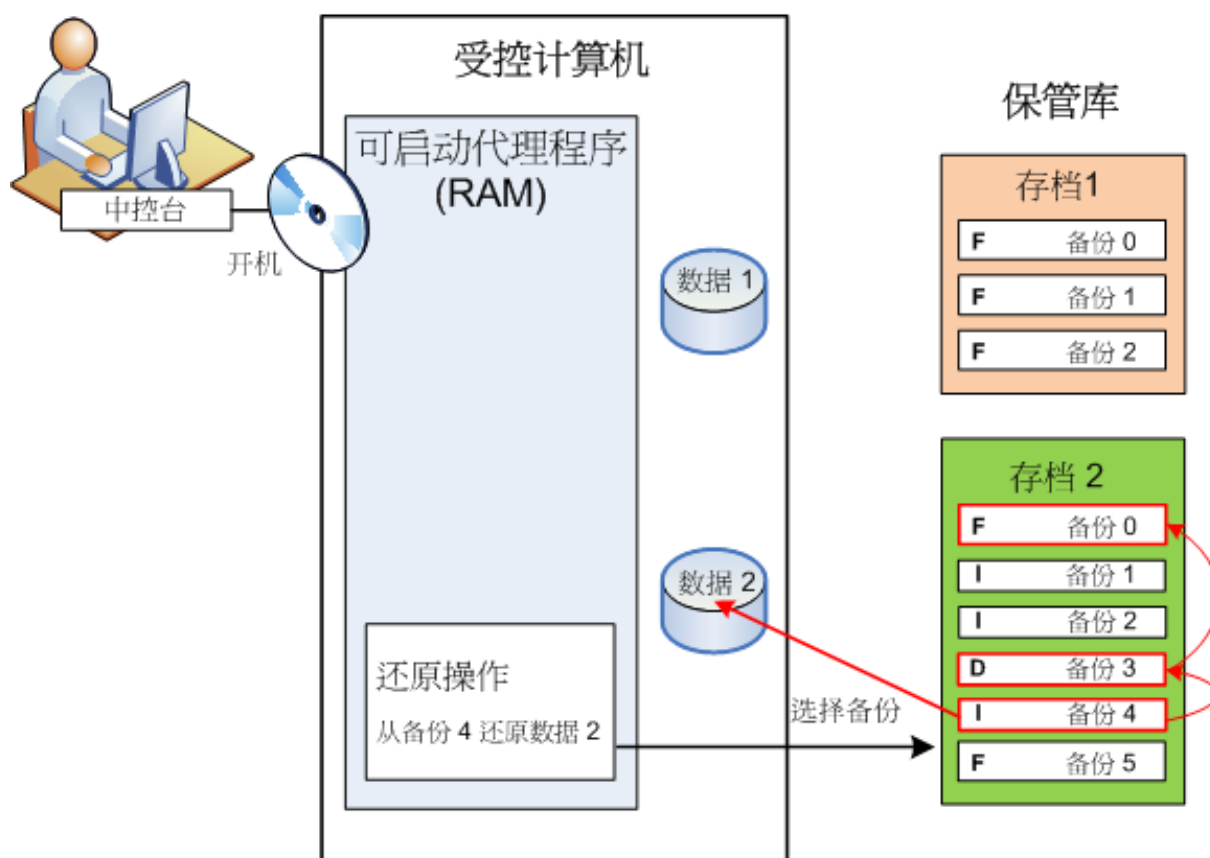 受控计算机
可启动代理程序
(RAM)
中控台
开机
数据 1
数据 2
还原操作
从备份 4 还原数据 2
选择备份
保管库
存档1
F 备份 0
F 备份 1
F 备份 2
存档 2
F 备份 0
I 备份 1
I 备份 2
D 备份 3
I 备份 4
F 备份 5